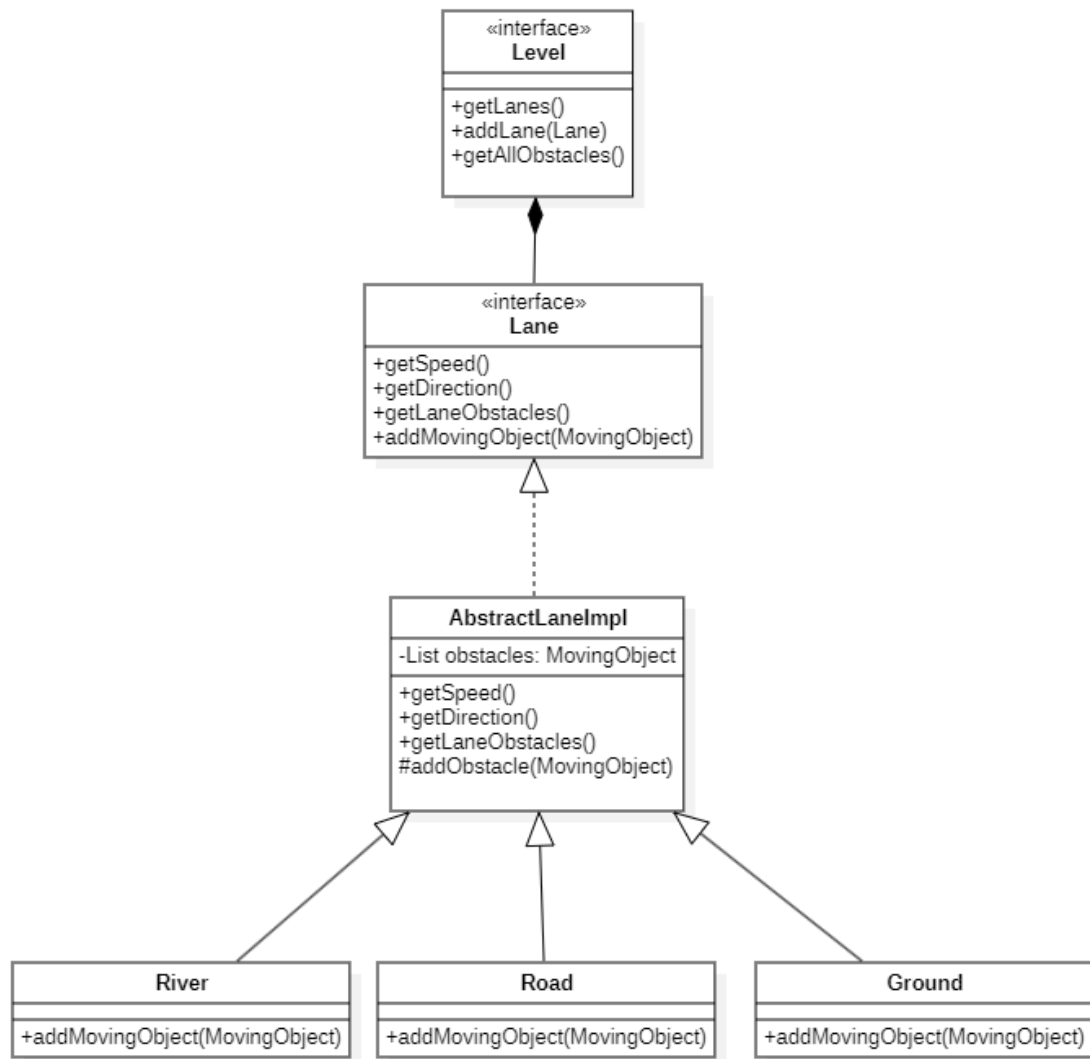 «interface»
Level
+getLanes()
+addLane(Lane)
+getAllObstacles()
«interface»
Lane
+getSpeed()
+getDirection()
+getLaneObstacles()
+addMovingObject(MovingObject)
AbstractLaneImpl
-List obstacles: MovingObject
+getSpeed()
+getDirection()
+getLaneObstacles()
#addObstacle(MovingObject)
River
+addMovingObject(MovingObject)
Road
+addMovingObject(MovingObject)
Ground
+addMovingObject(MovingObject)